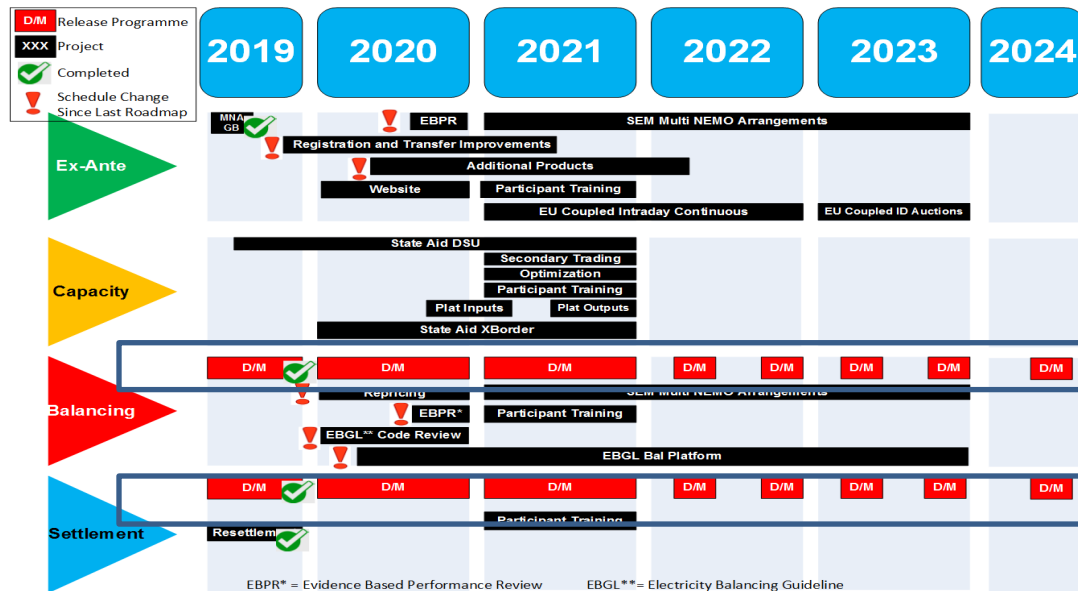 D/M Release Programme
XXX Project
Completed
Schedule Change
Since Last Roadmap
2019 2020 2021 2022 2023 2024
Ex-Ante
MNA
GB
EBPR
SEM Multi NEMO Arrangements
Registration and Transfer Improvements
Additional Products
Website
Participant Training
EU Coupled Intraday Continuous
EU Coupled ID Auctions
Capacity
State Aid DSU
Secondary Trading
Optimization
Participant Training
Plat Inputs
Plat Outputs
State Aid XBorder
Balancing
D/M D/M D/M D/M D/M D/M D/M D/M
Repricing
SEM Multi NEMO Arrangements
EBPR*
Participant Training
EBGL** Code Review
EBGL Bal Platform
Settlement
D/M D/M D/M D/M D/M D/M D/M D/M
Participant Training
Resettlem
EBPR* = Evidence Based Performance Review EBGL**= Electricity Balancing Guideline